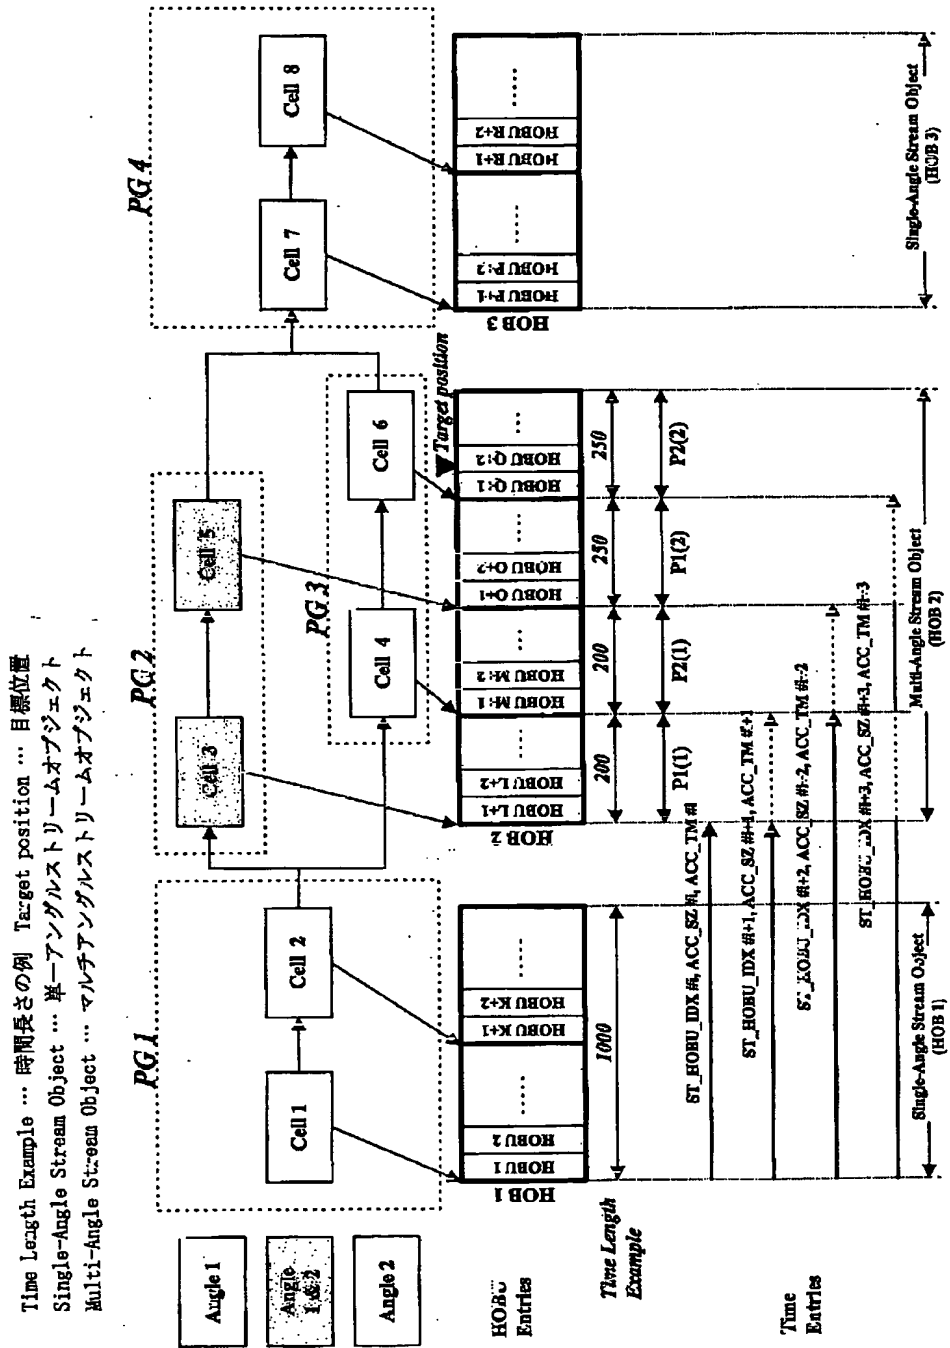 Time Length Example … 時間長さの例 Target position … 目標位置
Single-Angle Stream Object … 単一アングルストリームオブジェクト
Multi-Angle Stream Object … マルチアングルストリームオブジェクト
Angle 1
Angle
1 & 2
Angle 2
PG 1
Cell 1
Cell 2
PG 2
Cell 3
Cell 5
PG 3
Cell 4
Cell 6
PG 4
Cell 7
Cell 8
Target position
HOBU
Entries
HOB 1
HOBU 1
HOBU 2
……
HOBU K+1
HOBU K+2
……
HOB 2
HOBU L+1
HOBU L+2
…
HOBU M+1
HOBU M+2
…
HOBU O+1
HOBU O+2
…
HOBU Q+1
HOBU Q+2
…
HOB 3
HOBU P+1
HOBU P+2
……
HOBU R+1
HOBU R+2
……
Time Length
Example
1000
200
200
250
250
P1(1)
P2(1)
P1(2)
P2(2)
Time
Entries
ST_HOBU_IDX #i, ACC_SZ #i, ACC_TM #i
ST_HOBU_IDX #i+1, ACC_SZ #i+1, ACC_TM #i+1
ST_HOBU_IDX #i+2, ACC_SZ #i+2, ACC_TM #i+2
ST_HOBU_IDX #i+3, ACC_SZ #i+3, ACC_TM #i+3
Single-Angle Stream Object
(HOB 1)
Multi-Angle Stream Object
(HOB 2)
Single-Angle Stream Object
(HOB 3)